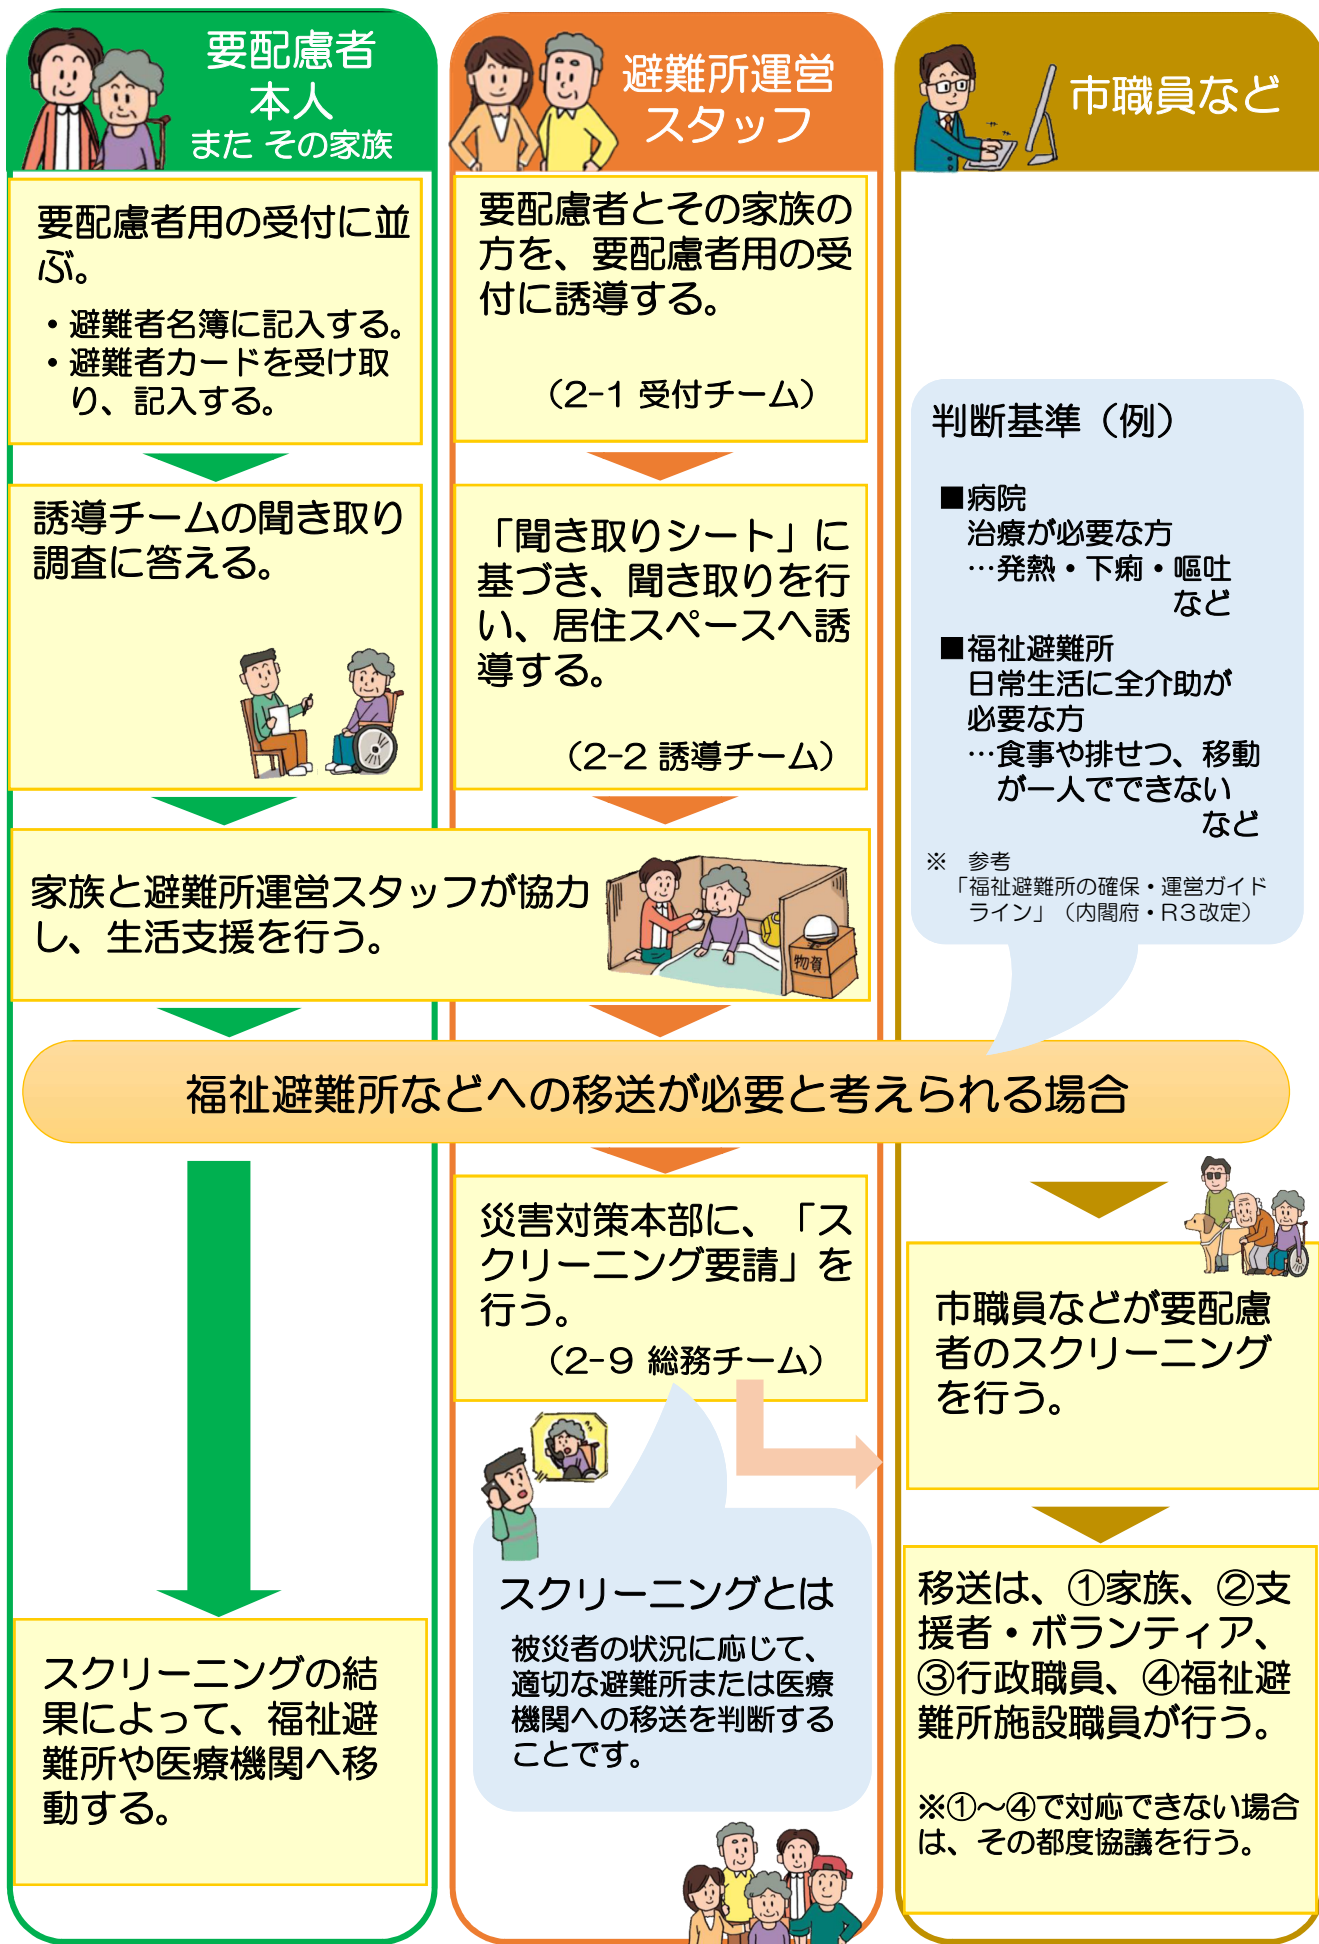 要配慮者
本人
また その家族
要配慮者用の受付に並
ぶ。
・避難者名簿に記入する。
・避難者カードを受け取
り、記入する。
誘導チームの聞き取り
調査に答える。
避難所運営
スタッフ
要配慮者とその家族の
方を、要配慮者用の受
付に誘導する。
（2-1 受付チーム）
「聞き取りシート」に
基づき、聞き取りを行
い、居住スペースへ誘
導する。
（2-2 誘導チーム）
家族と避難所運営スタッフが協力
し、生活支援を行う。
物資
市職員など
判断基準（例）
■病院
治療が必要な方
…発熱・下痢・嘔吐
など
■福祉避難所
日常生活に全介助が
必要な方
…食事や排せつ、移動
が一人でできない
など
※　参考
「福祉避難所の確保・運営ガイド
ライン」（内閣府・R３改定）
福祉避難所などへの移送が必要と考えられる場合
スクリーニングの結
果によって、福祉避
難所や医療機関へ移
動する。
災害対策本部に、「ス
クリーニング要請」を
行う。
（2-9 総務チーム）
スクリーニングとは
被災者の状況に応じて、
適切な避難所または医療
機関への移送を判断する
ことです。
市職員などが要配慮
者のスクリーニング
を行う。
移送は、①家族、②支
援者・ボランティア、
③行政職員、④福祉避
難所施設職員が行う。
※①～④で対応できない場合
は、その都度協議を行う。